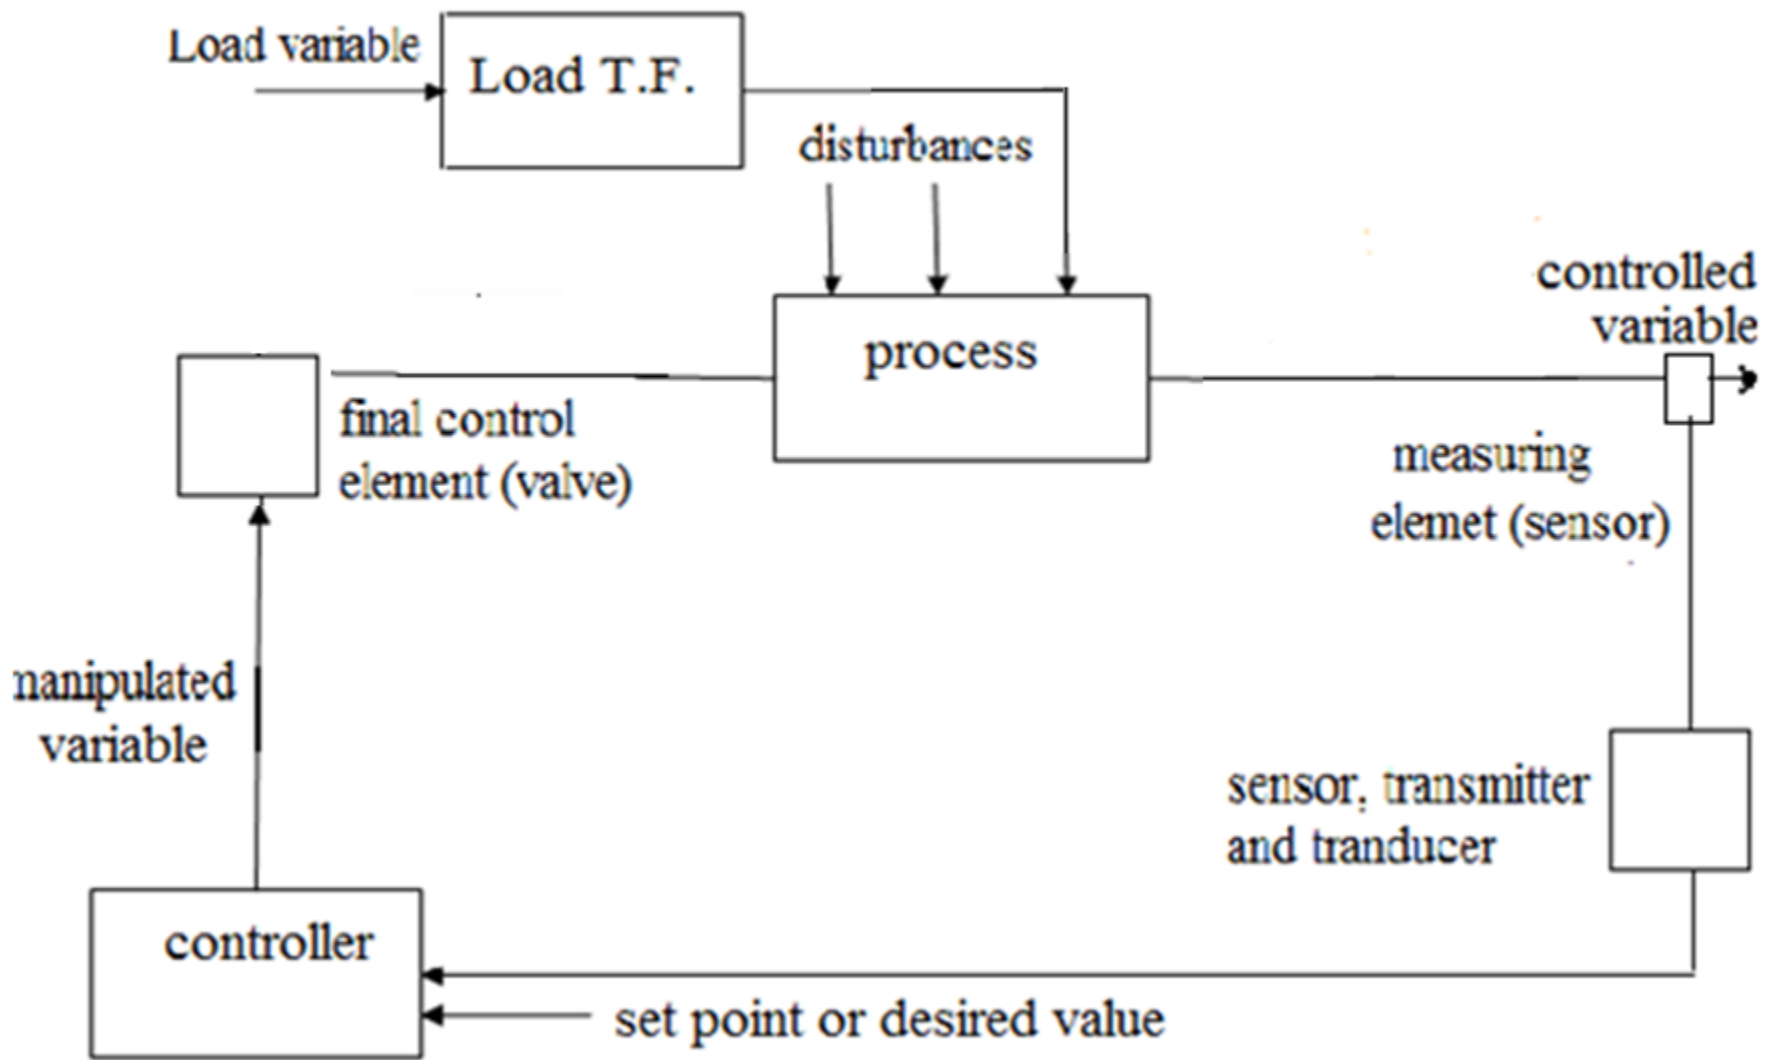 Load variable
Load T.F.
disturbances
controlled
variable
process
final control
element (valve)
measuring
elemet (sensor)
manipulated
variable
sensor, transmitter
and tranducer
controller
set point or desired value